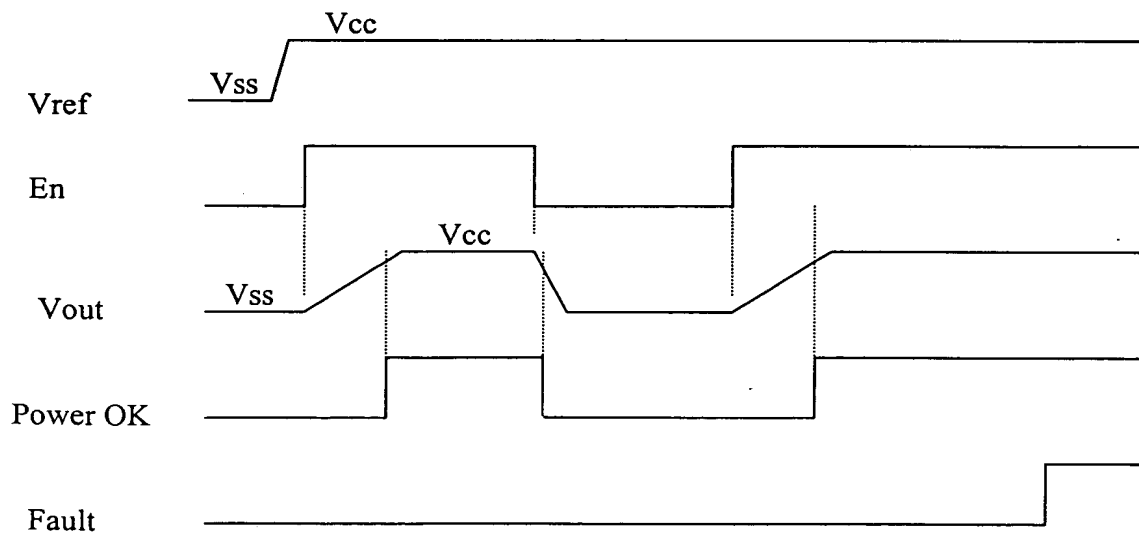 Vcc
Vss
Vref
En
Vcc
Vss
Vout
Power OK
Fault